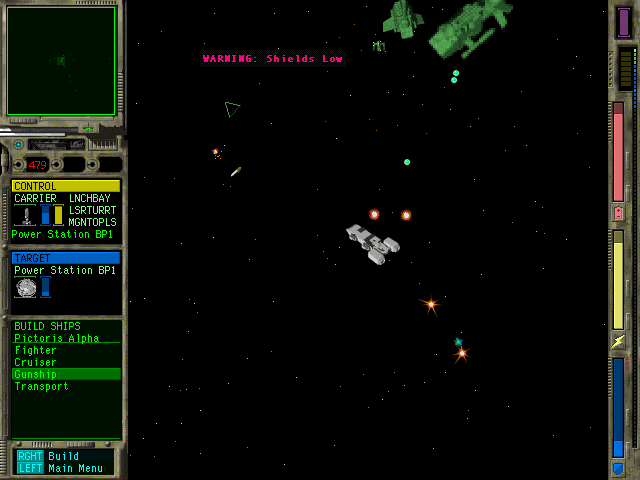 WARNING: Shields Low
479
CONTROL
CARRIER LNCHBAY
LSRTURRT
MGNTOPLS
Power Station BP1
TARGET
Power Station BP1
BUILD SHIPS
Pictoris Alpha
Fighter
Cruiser
Gunship
Transport
RGHT Build
LEFT Main Menu